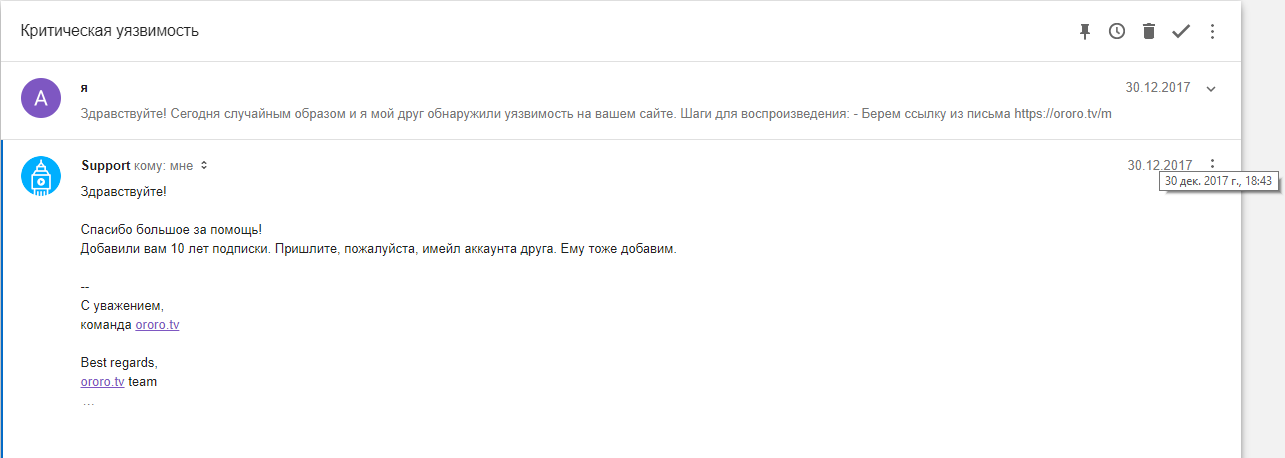 Критическая уязвимость
А
я
30.12.2017
Здравствуйте! Сегодня случайным образом и я мой друг обнаружили уязвимость на вашем сайте. Шаги для воспроизведения: - Берем ссылку из письма https://ororo.tv/m
Support кому: мне
30.12.2017
30 дек. 2017 г., 18:43
Здравствуйте!
Спасибо большое за помощь!
Добавили вам 10 лет подписки. Пришлите, пожалуйста, имейл аккаунта друга. Ему тоже добавим.
--
С уважением,
команда ororo.tv
Best regards,
ororo.tv team
...